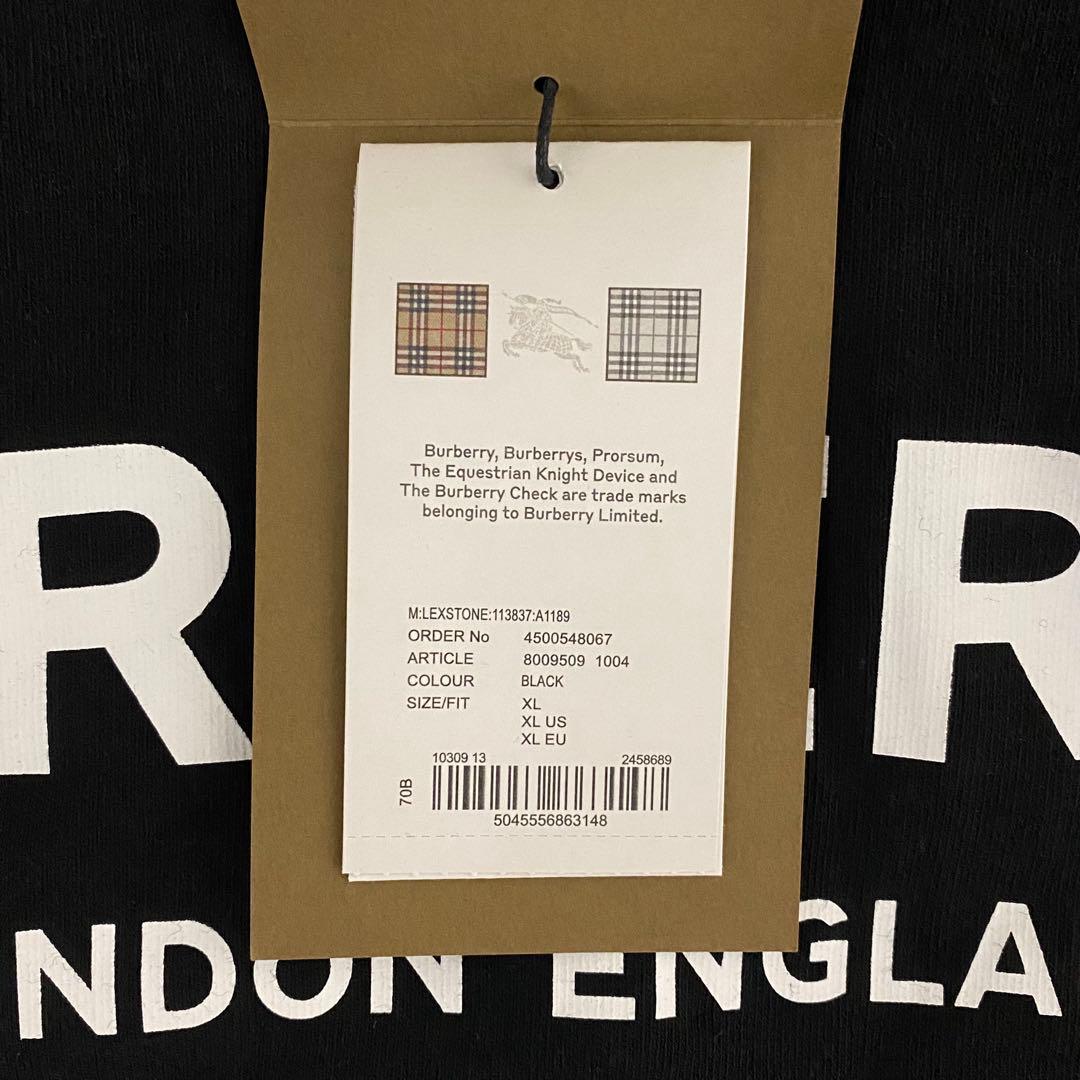 Burberry, Burberrys, Prorsum,
The Equestrian Knight Device and
The Burberry Check are trade marks
belonging to Burberry Limited.
M:LEXSTONE:113837:A1189
ORDER No 4500548067
ARTICLE 8009509 1004
COLOUR BLACK
SIZE/FIT XL
XL US
XL EU
10309 13 2458689
70B
5045556863148
R ER
NDON ENGLA